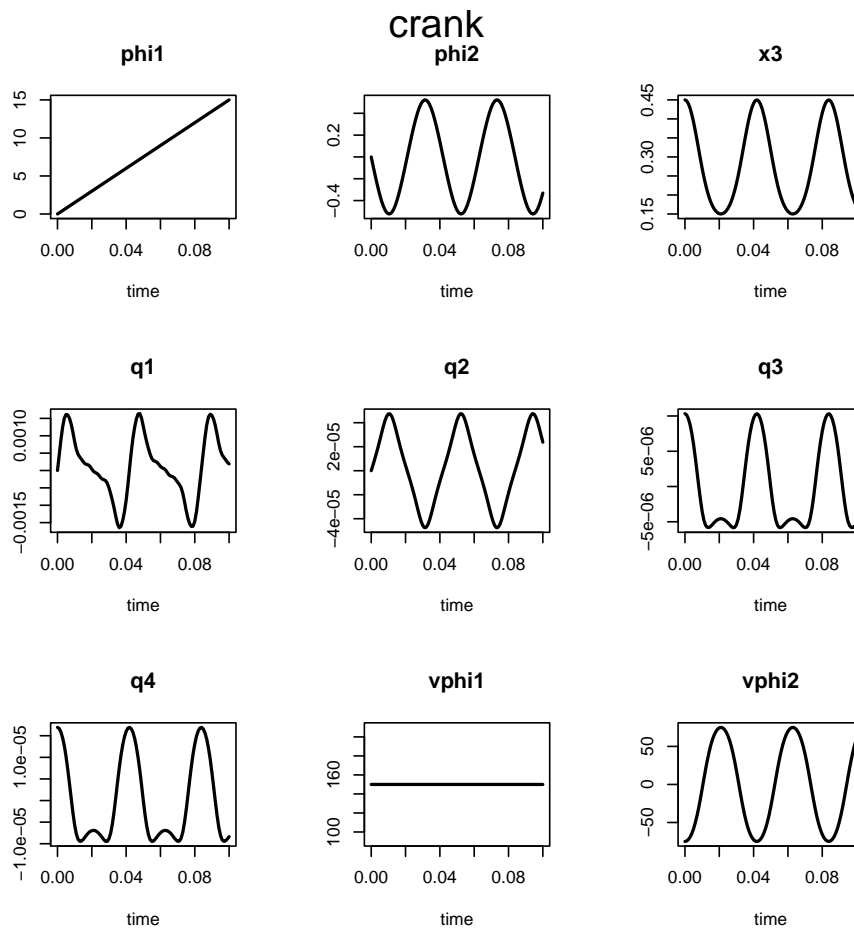 crank
phi1 phi2 x3
15
10
5
0
0.00 0.04 0.08
time
0.2
−0.4
0.00 0.04 0.08
time
0.45
0.30
0.15
0.00 0.04 0.08
time
q1 q2 q3
0.0010
−0.0015
0.00 0.04 0.08
time
2e−05
−4e−05
0.00 0.04 0.08
time
5e−06
−5e−06
0.00 0.04 0.08
time
q4 vphi1 vphi2
1.0e−05
−1.0e−05
0.00 0.04 0.08
time
160
100
0.00 0.04 0.08
time
50
0
−50
0.00 0.04 0.08
time